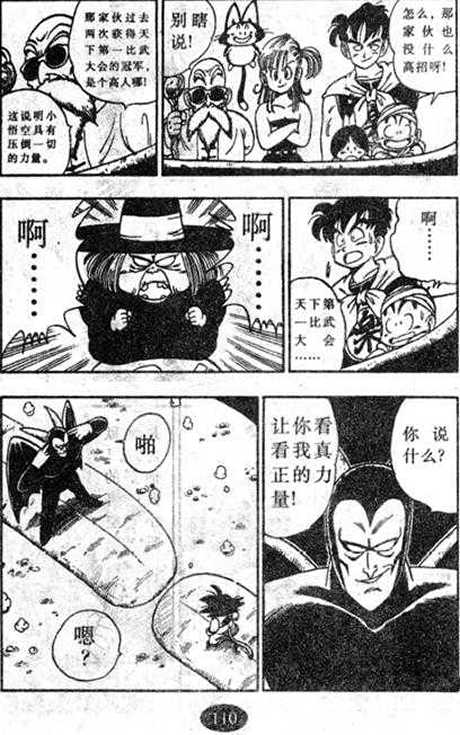 怎么，那
家伙也
没什么
高招呀!
别瞎
说!
那家伙过去
两次获得天
下第一比武
大会的冠军，
是个高人哪!
这说明小
悟空具有
压倒一切
的力量。
啊
……
天下第
一比武
大会
……
啊
……
啊
……
你说
什么?
让你看
看我真
正的力
量!
啪
嗯
?
110